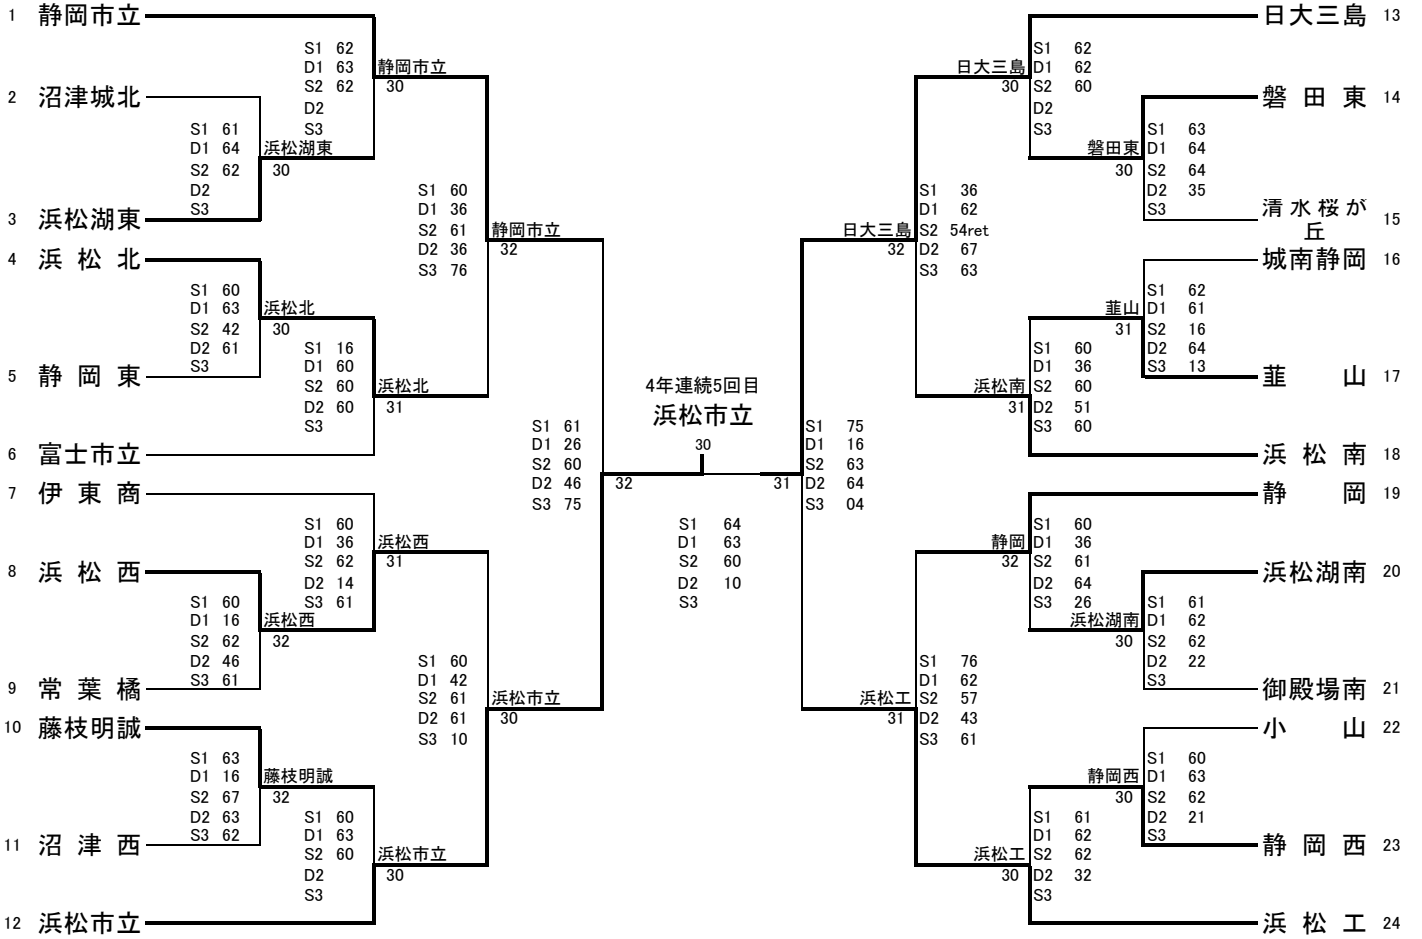 1 静岡市立
S1 62
D1 63
S2 62
D2
S3
静岡市立
30
2 沼津城北
S1 61
D1 64
S2 62
D2
S3
浜松湖東
30
3 浜松湖東
S1 60
D1 36
S2 61
D2 36
S3 76
静岡市立
32
4 浜松北
S1 60
D1 63
S2 42
D2 61
S3
浜松北
30
5 静岡東
S1 16
D1 60
S2 60
D2 60
S3
浜松北
31
6 富士市立
S1 61
D1 26
S2 60
D2 46
S3 75
32
7 伊東商
S1 60
D1 36
S2 62
D2 14
S3 61
浜松西
31
8 浜松西
S1 60
D1 16
S2 62
D2 46
S3 61
浜松西
32
9 常葉橘
S1 60
D1 42
S2 61
D2 61
S3 10
浜松市立
30
10 藤枝明誠
S1 63
D1 16
S2 67
D2 63
S3 62
藤枝明誠
32
11 沼津西
S1 60
D1 63
S2 60
D2
S3
浜松市立
30
12 浜松市立
4年連続5回目
浜松市立
30
S1 64
D1 63
S2 60
D2 10
S3
日大三島 13
日大三島
30
S1 62
D1 62
S2 60
D2
S3
磐田東 14
磐田東
30
S1 63
D1 64
S2 64
D2 35
S3
清水桜が
丘
15
日大三島
32
S1 36
D1 62
S2 54ret
D2 67
S3 63
城南静岡 16
韮山
31
S1 62
D1 61
S2 16
D2 64
S3 13
韮山 17
浜松南
31
S1 60
D1 36
S2 60
D2 51
S3 60
浜松南 18
31
S1 75
D1 16
S2 63
D2 64
S3 04
静岡 19
静岡
32
S1 60
D1 36
S2 61
D2 64
S3 26
浜松湖南 20
浜松湖南
30
S1 61
D1 62
S2 62
D2 22
S3
御殿場南 21
浜松工
31
S1 76
D1 62
S2 57
D2 43
S3 61
小山 22
静岡西
30
S1 60
D1 63
S2 62
D2 21
S3
静岡西 23
浜松工
30
S1 61
D1 62
S2 62
D2 32
S3
浜松工 24